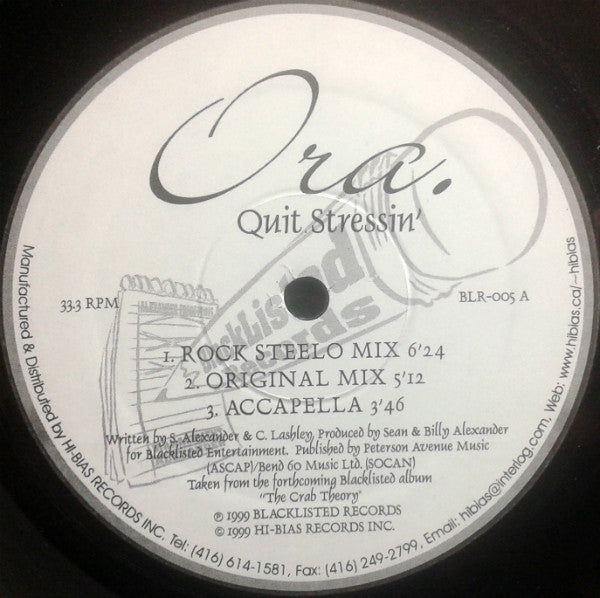 Ora.
Quit Stressin'
33.3 RPM
BLR-005 A
Blacklisted
Records
1. ROCK STEELO MIX 6'24
2. ORIGINAL MIX 5'12
3. ACCAPELLA 3'46
Written by S. Alexander & C. Lashley, Produced by Sean & Billy Alexander
for Blacklisted Entertainment. Published by Peterson Avenue Music
(ASCAP)/Bend 60 Music Ltd. (SOCAN)
Taken from the forthcoming Blacklisted album
"The Crab Theory"
℗ 1999 BLACKLISTED RECORDS
© 1999 HI-BIAS RECORDS INC.
Manufactured & Distributed by HI-BIAS RECORDS INC. Tel: (416) 614-1581, Fax: (416) 249-2799, Email: hibias@interlog.com, Web: www.hibias.ca/~hibias